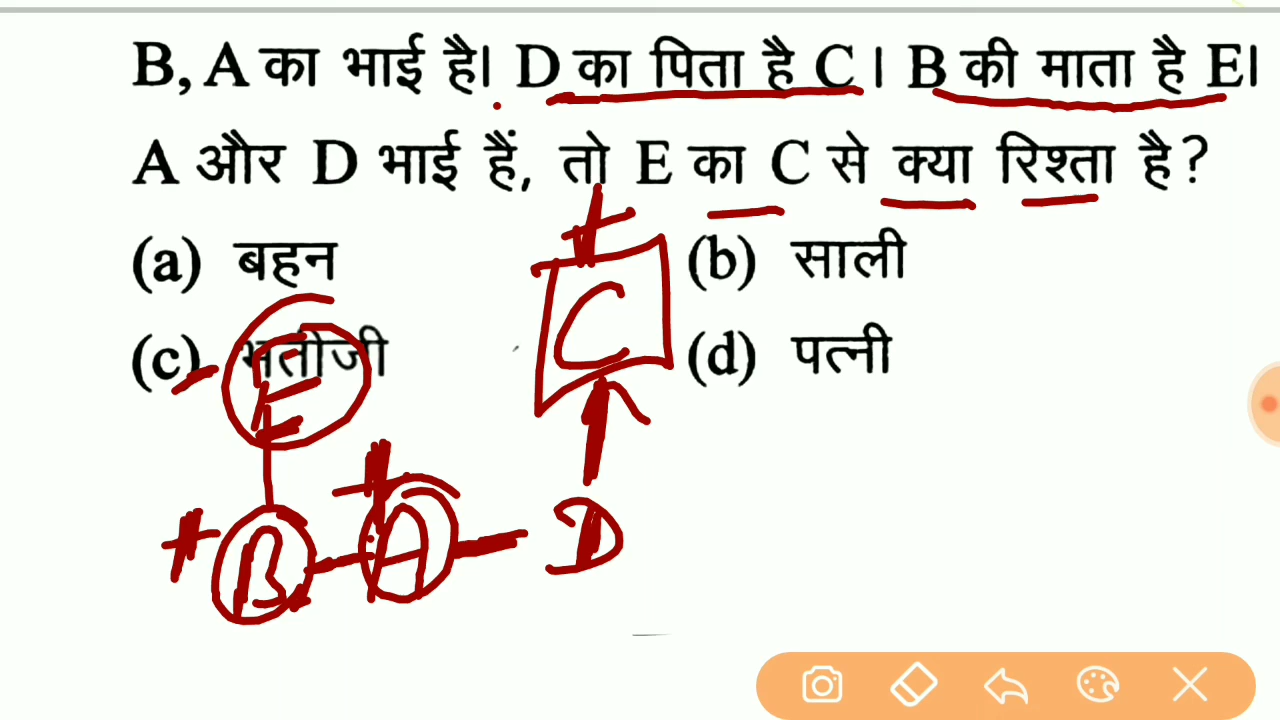 B, A का भाई है। D का पिता है C । B की माता है E।
A और D भाई हैं, तो E का C से क्या रिश्ता है?
(a) बहन (b) साली
(c) भतीजी (d) पत्नी
E C
B A D